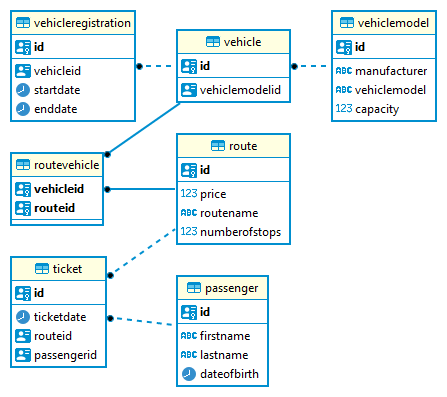 vehicleregistration
id
vehicleid
startdate
enddate
vehicle
id
vehiclemodelid
vehiclemodel
id
ABC manufacturer
ABC vehiclemodel
123 capacity
routevehicle
vehicleid
routeid
route
id
123 price
ABC routename
123 numberofstops
ticket
id
ticketdate
routeid
passengerid
passenger
id
ABC firstname
ABC lastname
dateofbirth